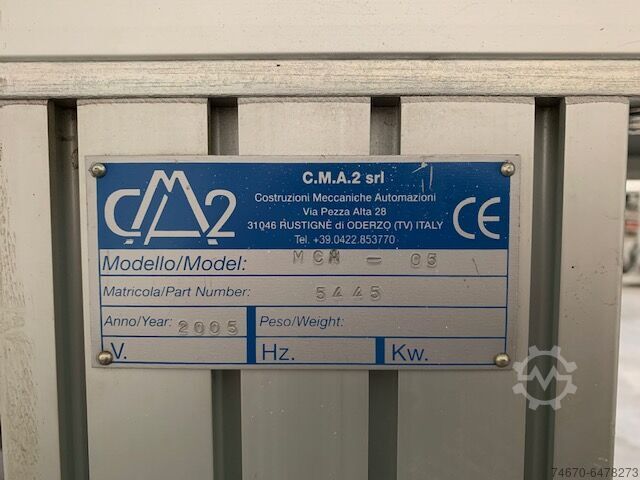 C.M.A.2 srl
Costruzioni Meccaniche Automazioni
Via Pezza Alta 28
31046 RUSTIGNÈ di ODERZO (TV) ITALY
Tel. +39.0422.853770
CMA2
CE
Modello/Model: - 05
Matricola/Part Number: 5445
Anno/Year: 2005 Peso/Weight:
V. Hz. Kw.
74670-6478273